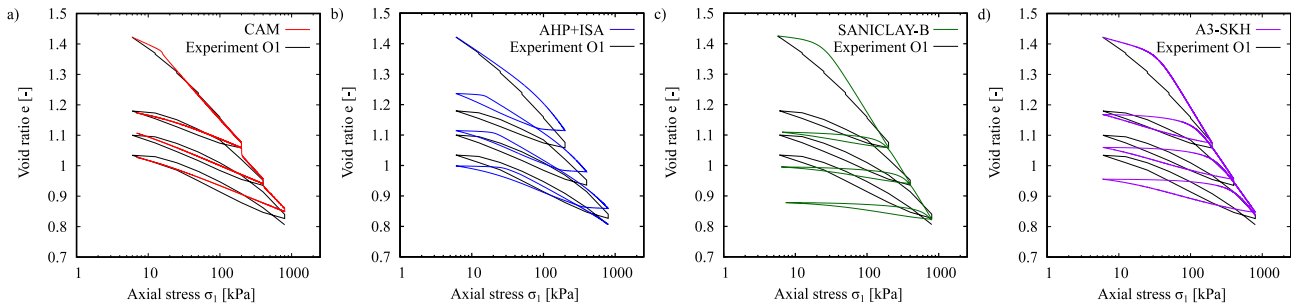 a)
CAM
Experiment O1
Void ratio e [-]
1.5
1.4
1.3
1.2
1.1
1
0.9
0.8
0.7
1
10
100
1000
Axial stress σ₁ [kPa]
b)
AHP+ISA
Experiment O1
Void ratio e [-]
1.5
1.4
1.3
1.2
1.1
1
0.9
0.8
0.7
1
10
100
1000
Axial stress σ₁ [kPa]
c)
SANICLAY-B
Experiment O1
Void ratio e [-]
1.5
1.4
1.3
1.2
1.1
1
0.9
0.8
0.7
1
10
100
1000
Axial stress σ₁ [kPa]
d)
A3-SKH
Experiment O1
Void ratio e [-]
1.5
1.4
1.3
1.2
1.1
1
0.9
0.8
0.7
1
10
100
1000
Axial stress σ₁ [kPa]